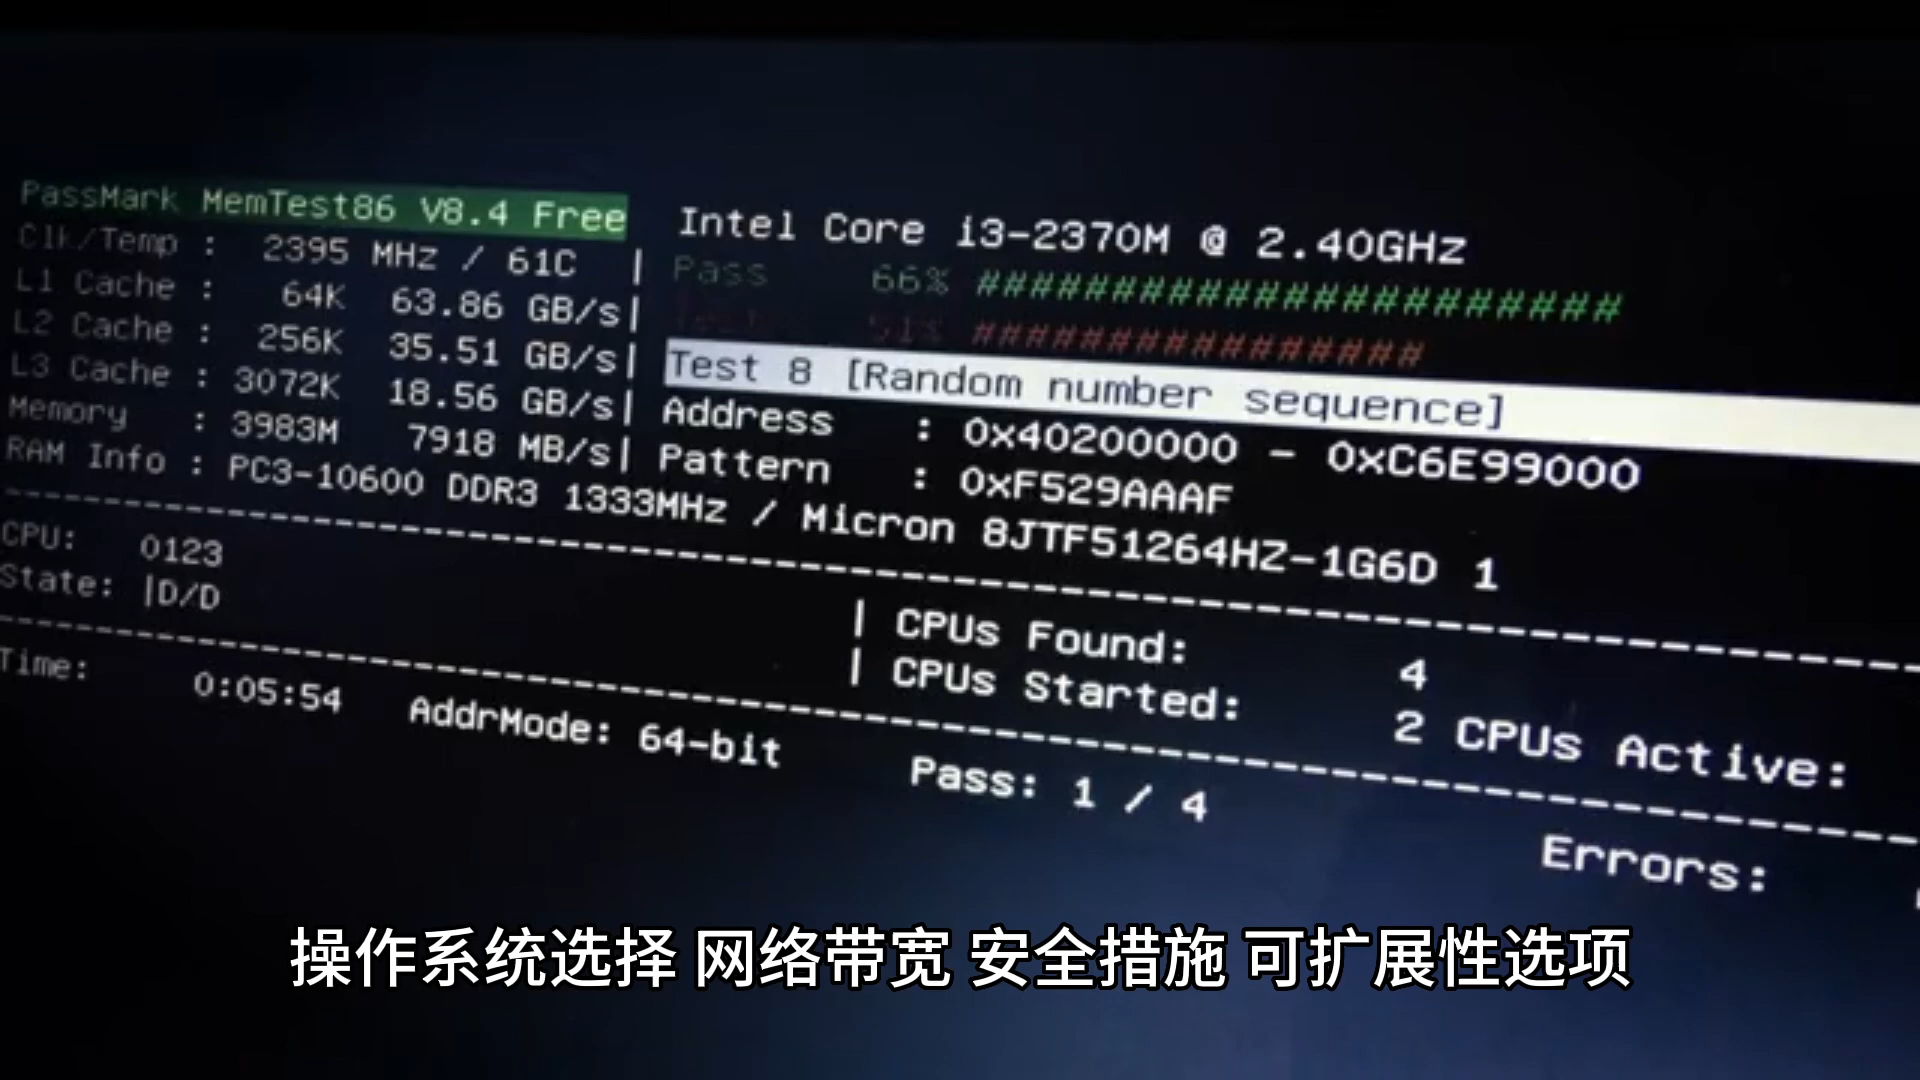 PassMark MemTest86 V8.4 Free
Intel Core i3-2370M @ 2.40GHz
Clk/Temp : 2395 MHz / 61C |
Pass 66% ########################
L1 Cache : 64K 63.86 GB/s|
51% #################
L2 Cache : 256K 35.51 GB/s|
Test 8 [Random number sequence]
L3 Cache : 3072K 18.56 GB/s|
Address : 0x40200000 - 0xC6E99000
Memory : 3983M 7918 MB/s|
Pattern : 0xF529AAAF
RAM Info : PC3-10600 DDR3 1333MHz / Micron 8JTF51264HZ-1G6D 1
CPU: 0123
| CPUs Found: 4
State: |D/D
| CPUs Started: 2 CPUs Active:
Time: 0:05:54 AddrMode: 64-bit Pass: 1 / 4 Errors:
操作系统选择 网络带宽 安全措施 可扩展性选项